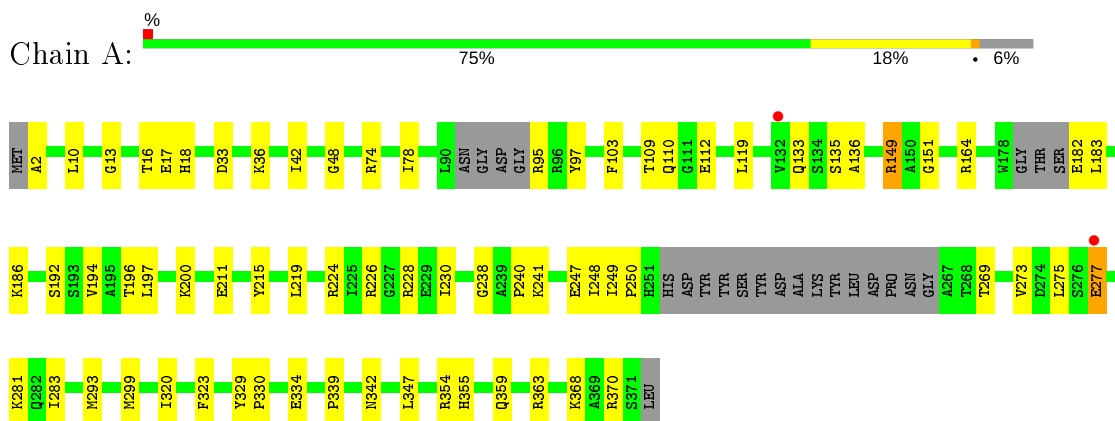 %
Chain A:
75% 18% • 6%
MET A2 L10 G13 T16 E17 H18 D33 K36 I42 G48 R74 I78 L90 ASN GLY ASP GLY R95 R96 Y97 F103 T109 Q110 G111 E112 L119 V132 Q133 S134 S135 A136 R149 A150 G151 R164 W178 GLY THR SER E182 L183
K186 S192 S193 V194 A195 T196 L197 K200 E211 Y215 L219 R224 I225 R226 G227 R228 E229 I230 G238 A239 P240 K241 E247 I248 I249 P250 H251 HIS ASP TYR TYR SER TYR ASP ALA LYS TYR LEU ASP PRO ASN GLY A267 T268 T269 V273 D274 L275 S276 E277
K281 Q282 I283 M293 M299 I320 F323 Y329 P330 E334 P339 N342 L347 R354 H355 Q359 R363 K368 A369 R370 S371 LEU